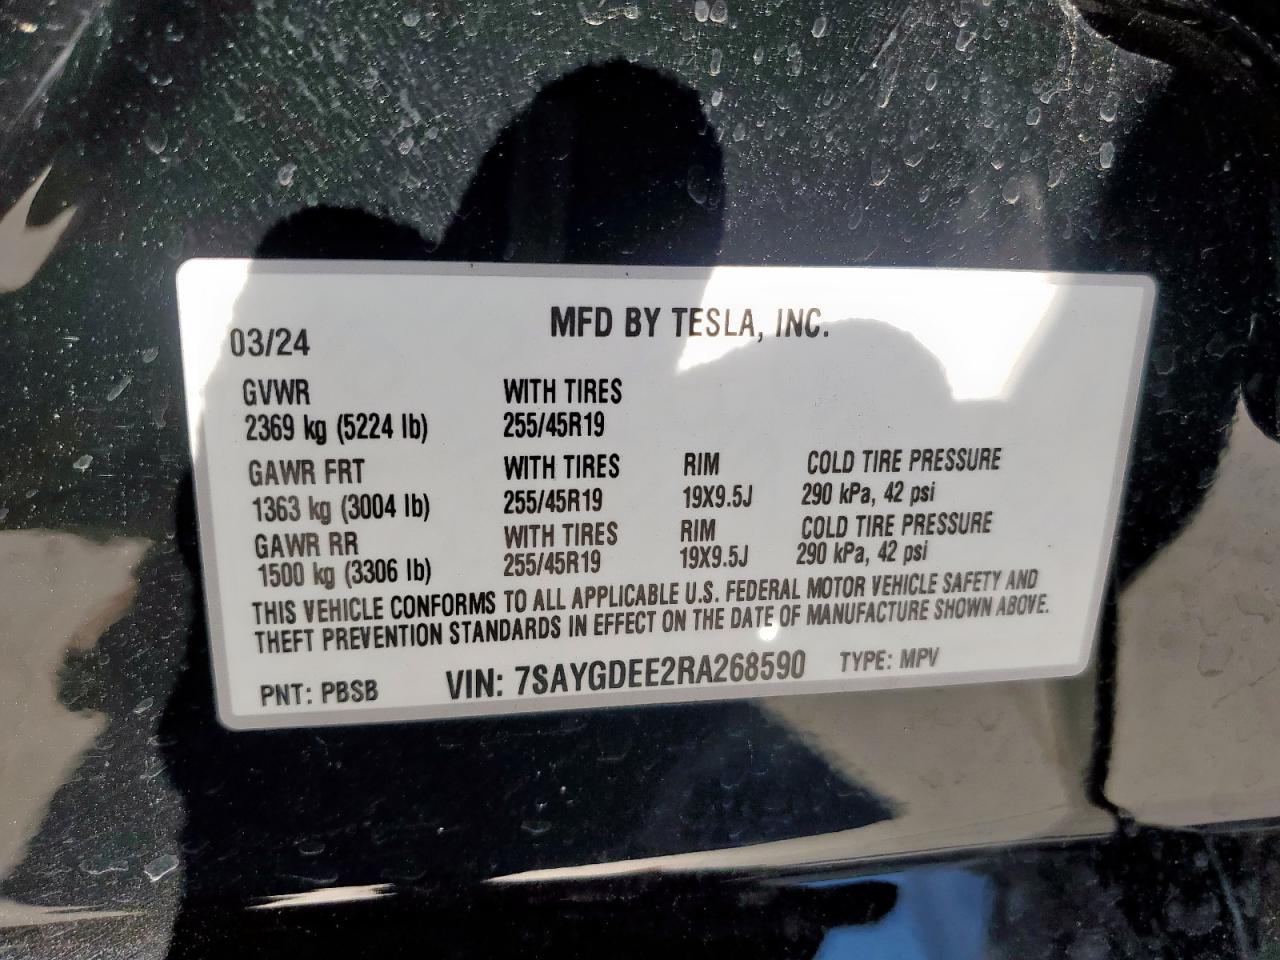 MFD BY TESLA, INC.
03/24
GVWR WITH TIRES
2369 kg (5224 lb) 255/45R19
GAWR FRT WITH TIRES RIM COLD TIRE PRESSURE
1363 kg (3004 lb) 255/45R19 19X9.5J 290 kPa, 42 psi
GAWR RR WITH TIRES RIM COLD TIRE PRESSURE
1500 kg (3306 lb) 255/45R19 19X9.5J 290 kPa, 42 psi
THIS VEHICLE CONFORMS TO ALL APPLICABLE U.S. FEDERAL MOTOR VEHICLE SAFETY AND
THEFT PREVENTION STANDARDS IN EFFECT ON THE DATE OF MANUFACTURE SHOWN ABOVE.
PNT: PBSB VIN: 7SAYGDEE2RA268590 TYPE: MPV